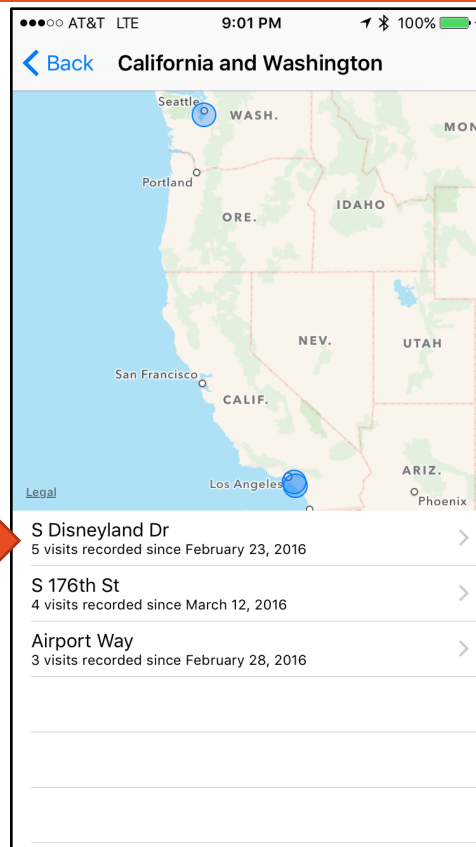 AT&T LTE 9:01 PM 100%
Back California and Washington
Seattle
WASH.
MON
Portland
IDAHO
ORE.
NEV.
UTAH
San Francisco
CALIF.
Los Angeles
ARIZ.
Phoenix
Legal
S Disneyland Dr
5 visits recorded since February 23, 2016
S 176th St
4 visits recorded since March 12, 2016
Airport Way
3 visits recorded since February 28, 2016